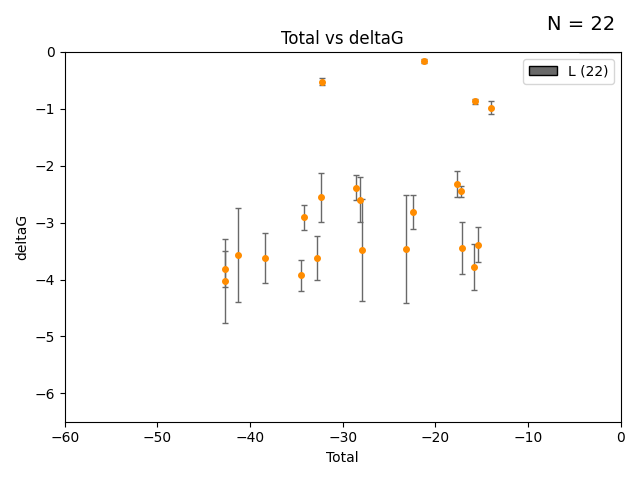 N = 22
Total vs deltaG
L (22)
0
−1
−2
−3
−4
−5
−6
deltaG
−60
−50
−40
−30
−20
−10
0
Total